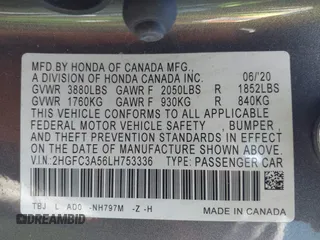 MFD. BY HONDA OF CANADA MFG.,
A DIVISION OF HONDA CANADA INC. 06/'20
GVWR 3880LBS GAWR F 2050LBS R 1852LBS
GVWR 1760KG GAWR F 930KG R 840KG
THIS VEHICLE CONFORMS TO ALL APPLICABLE
FEDERAL MOTOR VEHICLE SAFETY, BUMPER, AND
THEFT PREVENTION STANDARDS IN EFFECT ON
THE DATE OF MANUFACTURE SHOWN ABOVE.
V.I.N: 2HGFC3A56LH753336 TYPE: PASSENGER CAR
TBJ L AD0 -NH797M -Z -H
MADE IN CANADA
DREAMBID